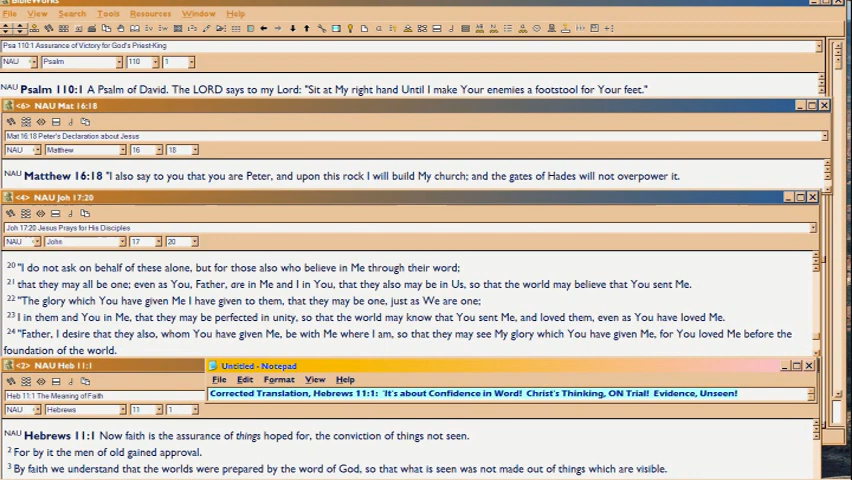 BibleWorks
File View Search Tools Resources Window Help
Psa 110:1 Assurance of Victory for God's Priest-King
NAU Psalm 110 1
NAU Psalm 110:1 A Psalm of David. The LORD says to my Lord: "Sit at My right hand Until I make Your enemies a footstool for Your feet."
<6> NAU Mat 16:18
Mat 16:18 Peter's Declaration about Jesus
NAU Matthew 16 18
NAU Matthew 16:18 "I also say to you that you are Peter, and upon this rock I will build My church; and the gates of Hades will not overpower it.
<4> NAU Joh 17:20
Joh 17:20 Jesus Prays for His Disciples
NAU John 17 20
20 "I do not ask on behalf of these alone, but for those also who believe in Me through their word;
21 that they may all be one; even as You, Father, are in Me and I in You, that they also may be in Us, so that the world may believe that You sent Me.
22 "The glory which You have given Me I have given to them, that they may be one, just as We are one;
23 I in them and You in Me, that they may be perfected in unity, so that the world may know that You sent Me, and loved them, even as You have loved Me.
24 "Father, I desire that they also, whom You have given Me, be with Me where I am, so that they may see My glory which You have given Me, for You loved Me before the
foundation of the world.
<2> NAU Heb 11:1
Untitled - Notepad
File Edit Format View Help
Corrected Translation, Hebrews 11:1: 'It's about Confidence in Word! Christ's Thinking, ON Trial! Evidence, Unseen!
Heb 11:1 The Meaning of Faith
NAU Hebrews 11 1
NAU Hebrews 11:1 Now faith is the assurance of things hoped for, the conviction of things not seen.
2 For by it the men of old gained approval.
3 By faith we understand that the worlds were prepared by the word of God, so that what is seen was not made out of things which are visible.